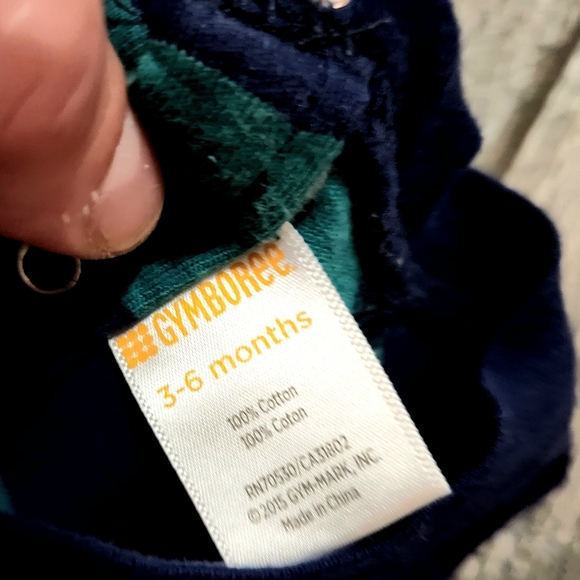 GYMBOREE
3-6 months
100% Cotton
100% Coton
RN70530/CA31802
©2015 GYM-MARK, INC.
Made in China